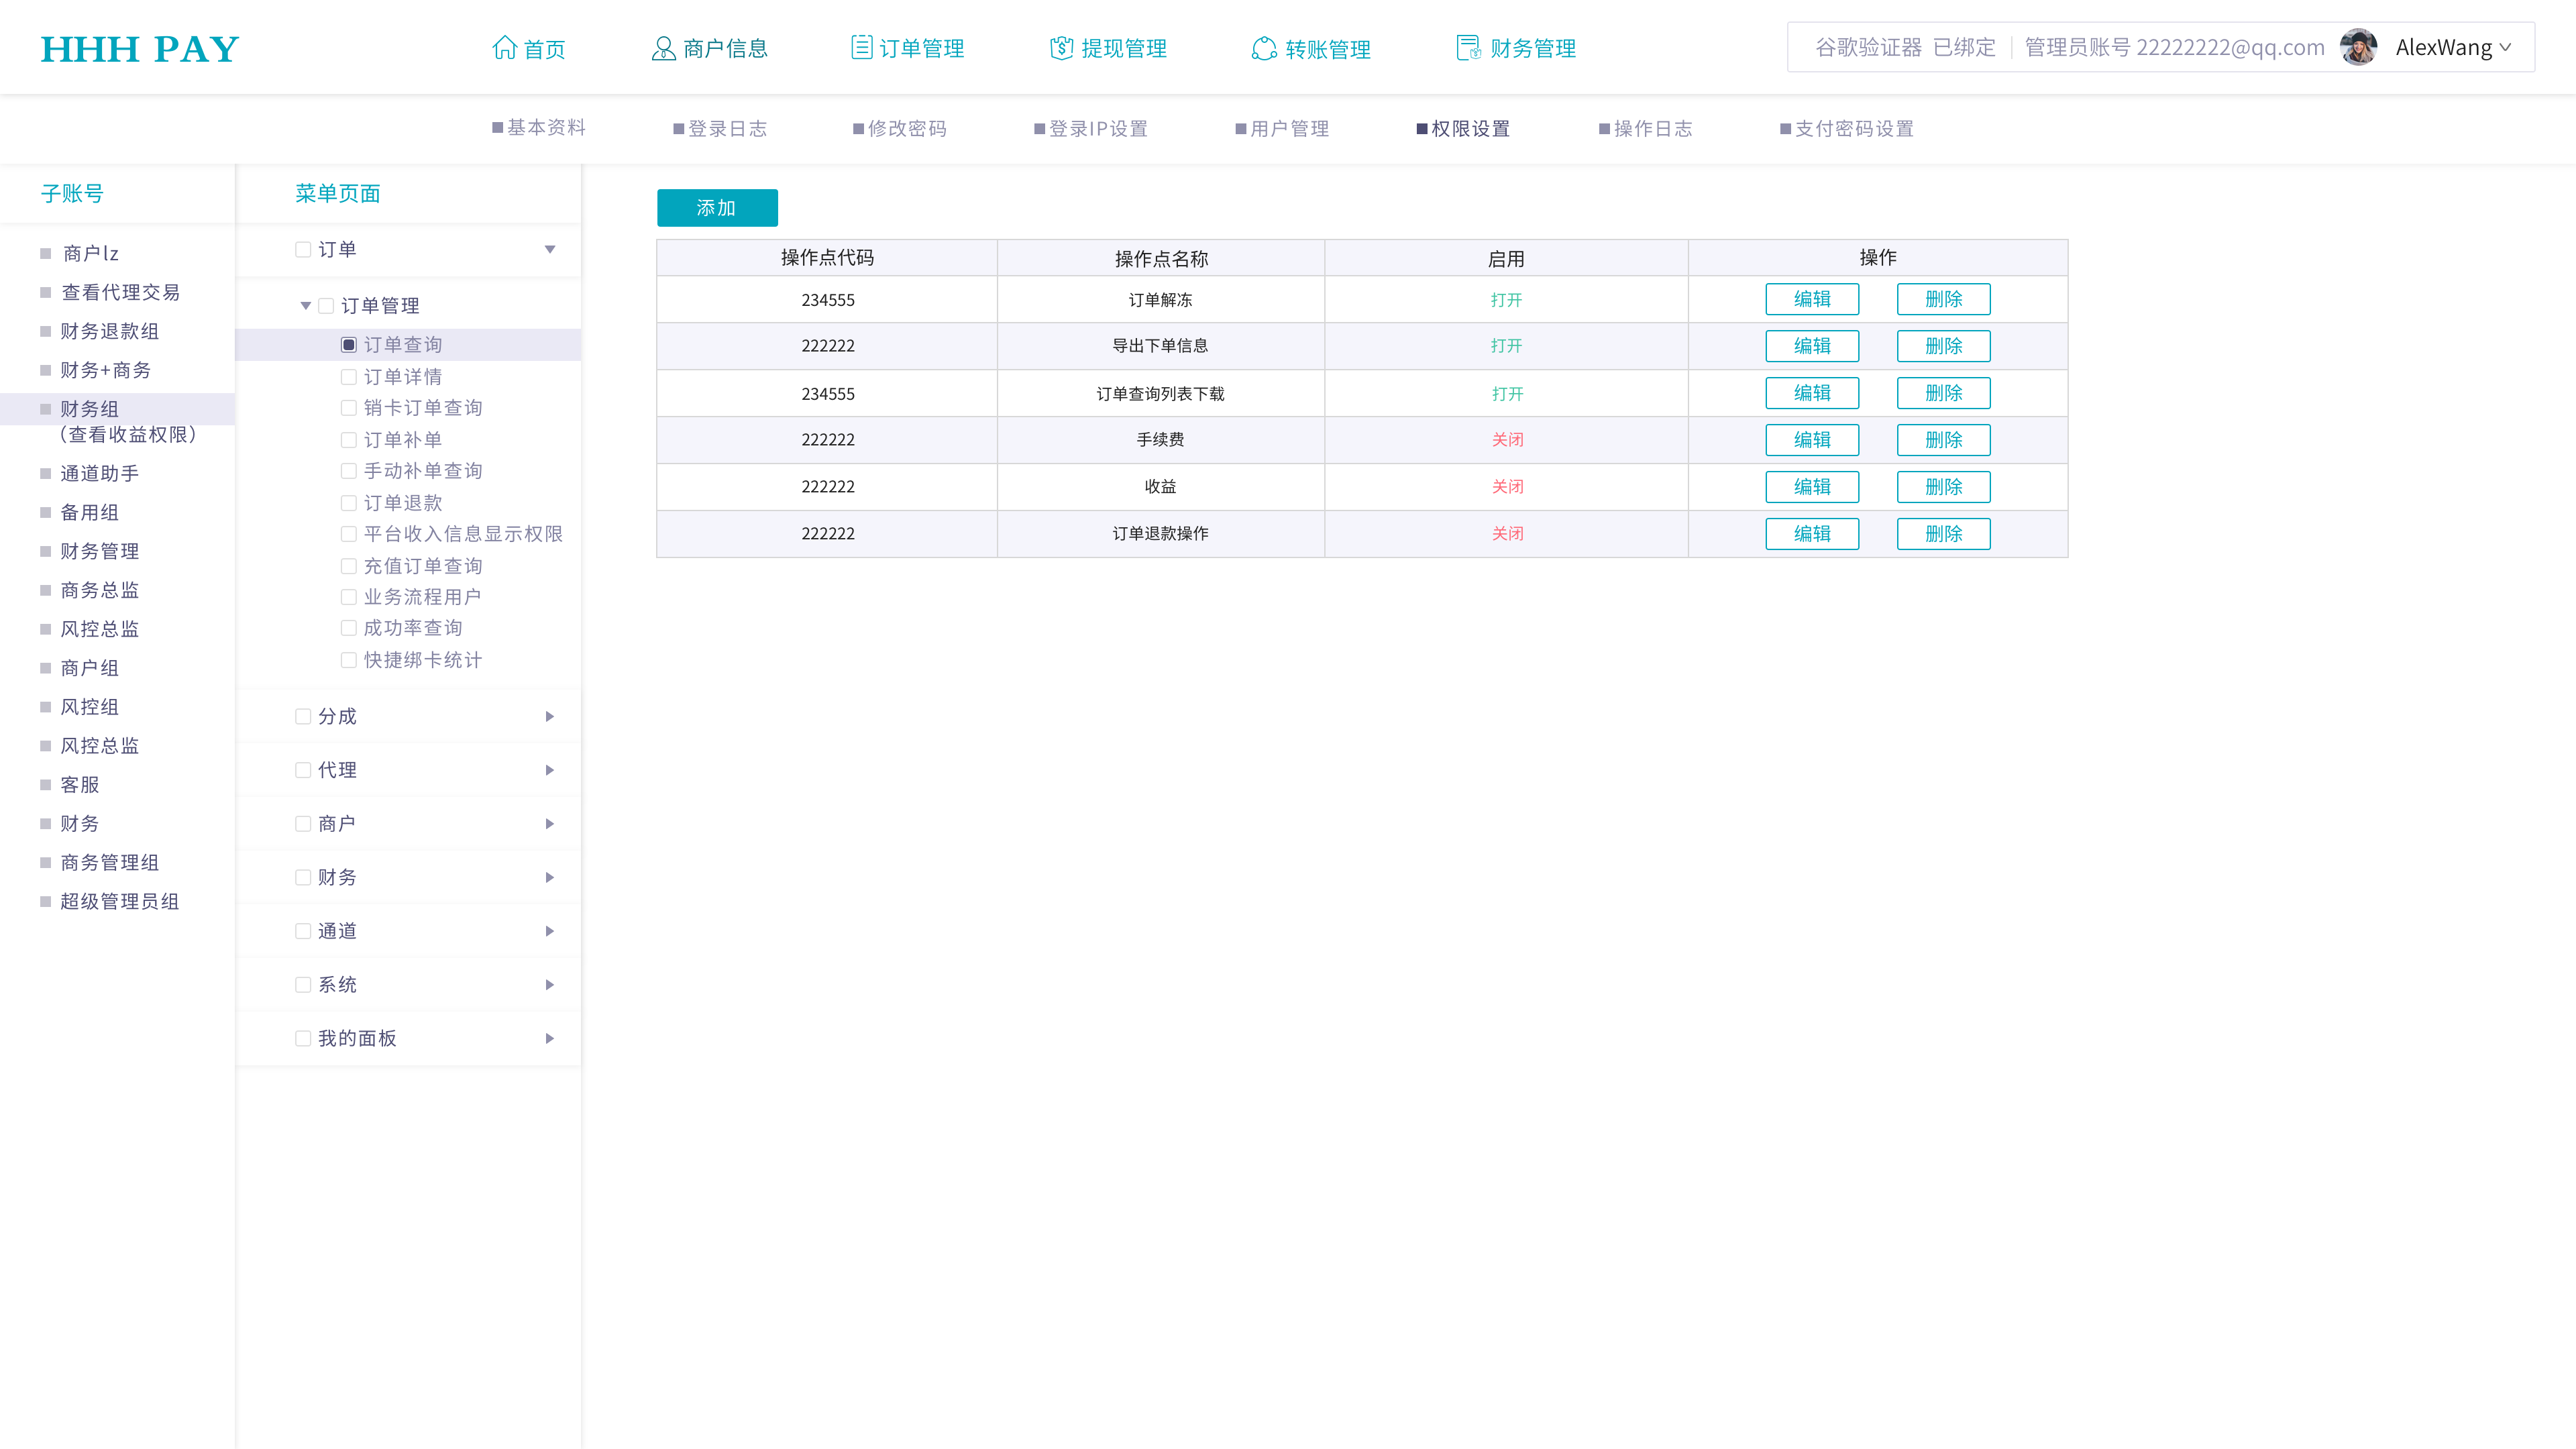 HHH PAY
首页
商户信息
订单管理
提现管理
转账管理
财务管理
谷歌验证器 已绑定
管理员账号 22222222@qq.com
AlexWang
基本资料
登录日志
修改密码
登录IP设置
用户管理
权限设置
操作日志
支付密码设置
子账号
商户lz
查看代理交易
财务退款组
财务+商务
财务组
（查看收益权限）
通道助手
备用组
财务管理
商务总监
风控总监
商户组
风控组
风控总监
客服
财务
商务管理组
超级管理员组
菜单页面
订单
订单管理
订单查询
订单详情
销卡订单查询
订单补单
手动补单查询
订单退款
平台收入信息显示权限
充值订单查询
业务流程用户
成功率查询
快捷绑卡统计
分成
代理
商户
财务
通道
系统
我的面板
添加
操作点代码 操作点名称 启用 操作
234555 订单解冻 打开 编辑 删除
222222 导出下单信息 打开 编辑 删除
234555 订单查询列表下载 打开 编辑 删除
222222 手续费 关闭 编辑 删除
222222 收益 关闭 编辑 删除
222222 订单退款操作 关闭 编辑 删除